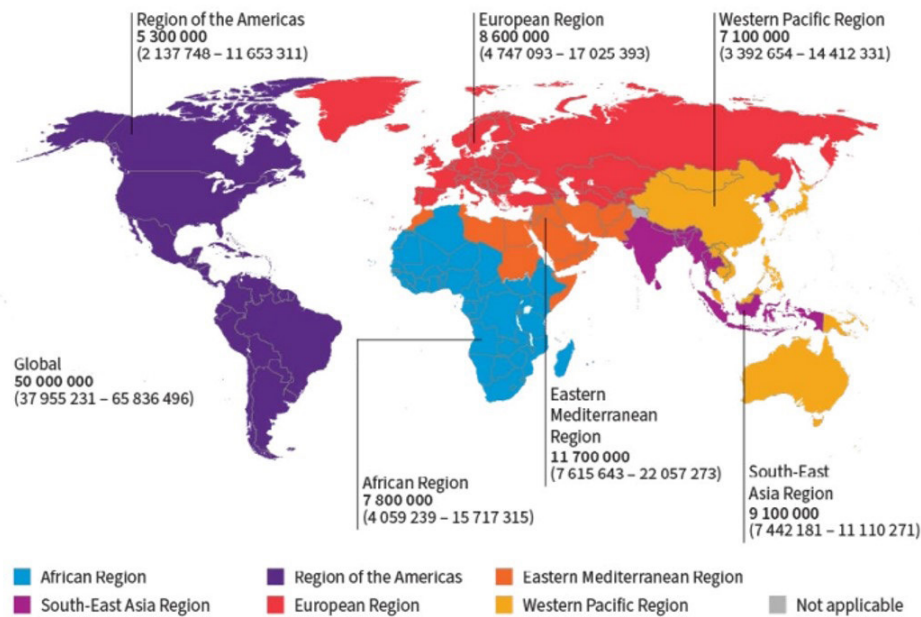 Region of the Americas
5 300 000
(2 137 748 – 11 653 311)
European Region
8 600 000
(4 747 093 – 17 025 393)
Western Pacific Region
7 100 000
(3 392 654 – 14 412 331)
Global
50 000 000
(37 955 231 – 65 836 496)
African Region
7 800 000
(4 059 239 – 15 717 315)
Eastern
Mediterranean
Region
11 700 000
(7 615 643 – 22 057 273)
South-East
Asia Region
9 100 000
(7 442 181 – 11 110 271)
African Region
Region of the Americas
Eastern Mediterranean Region
South-East Asia Region
European Region
Western Pacific Region
Not applicable